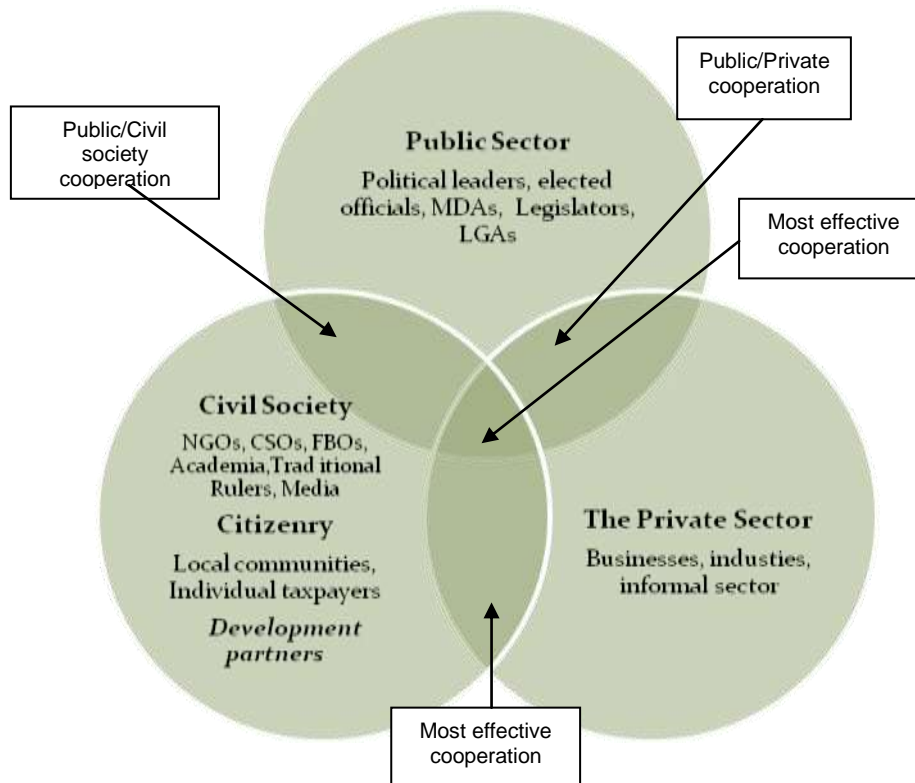 Public/Private
cooperation
Public/Civil
society
cooperation
Public Sector
Political leaders, elected
officials, MDAs, Legislators,
LGAs
Most effective
cooperation
Civil Society
NGOs, CSOs, FBOs,
Academia,Trad itional
Rulers, Media
Citizenry
Local communities,
Individual taxpayers
Development
partners
The Private Sector
Businesses, industies,
informal sector
Most effective
cooperation